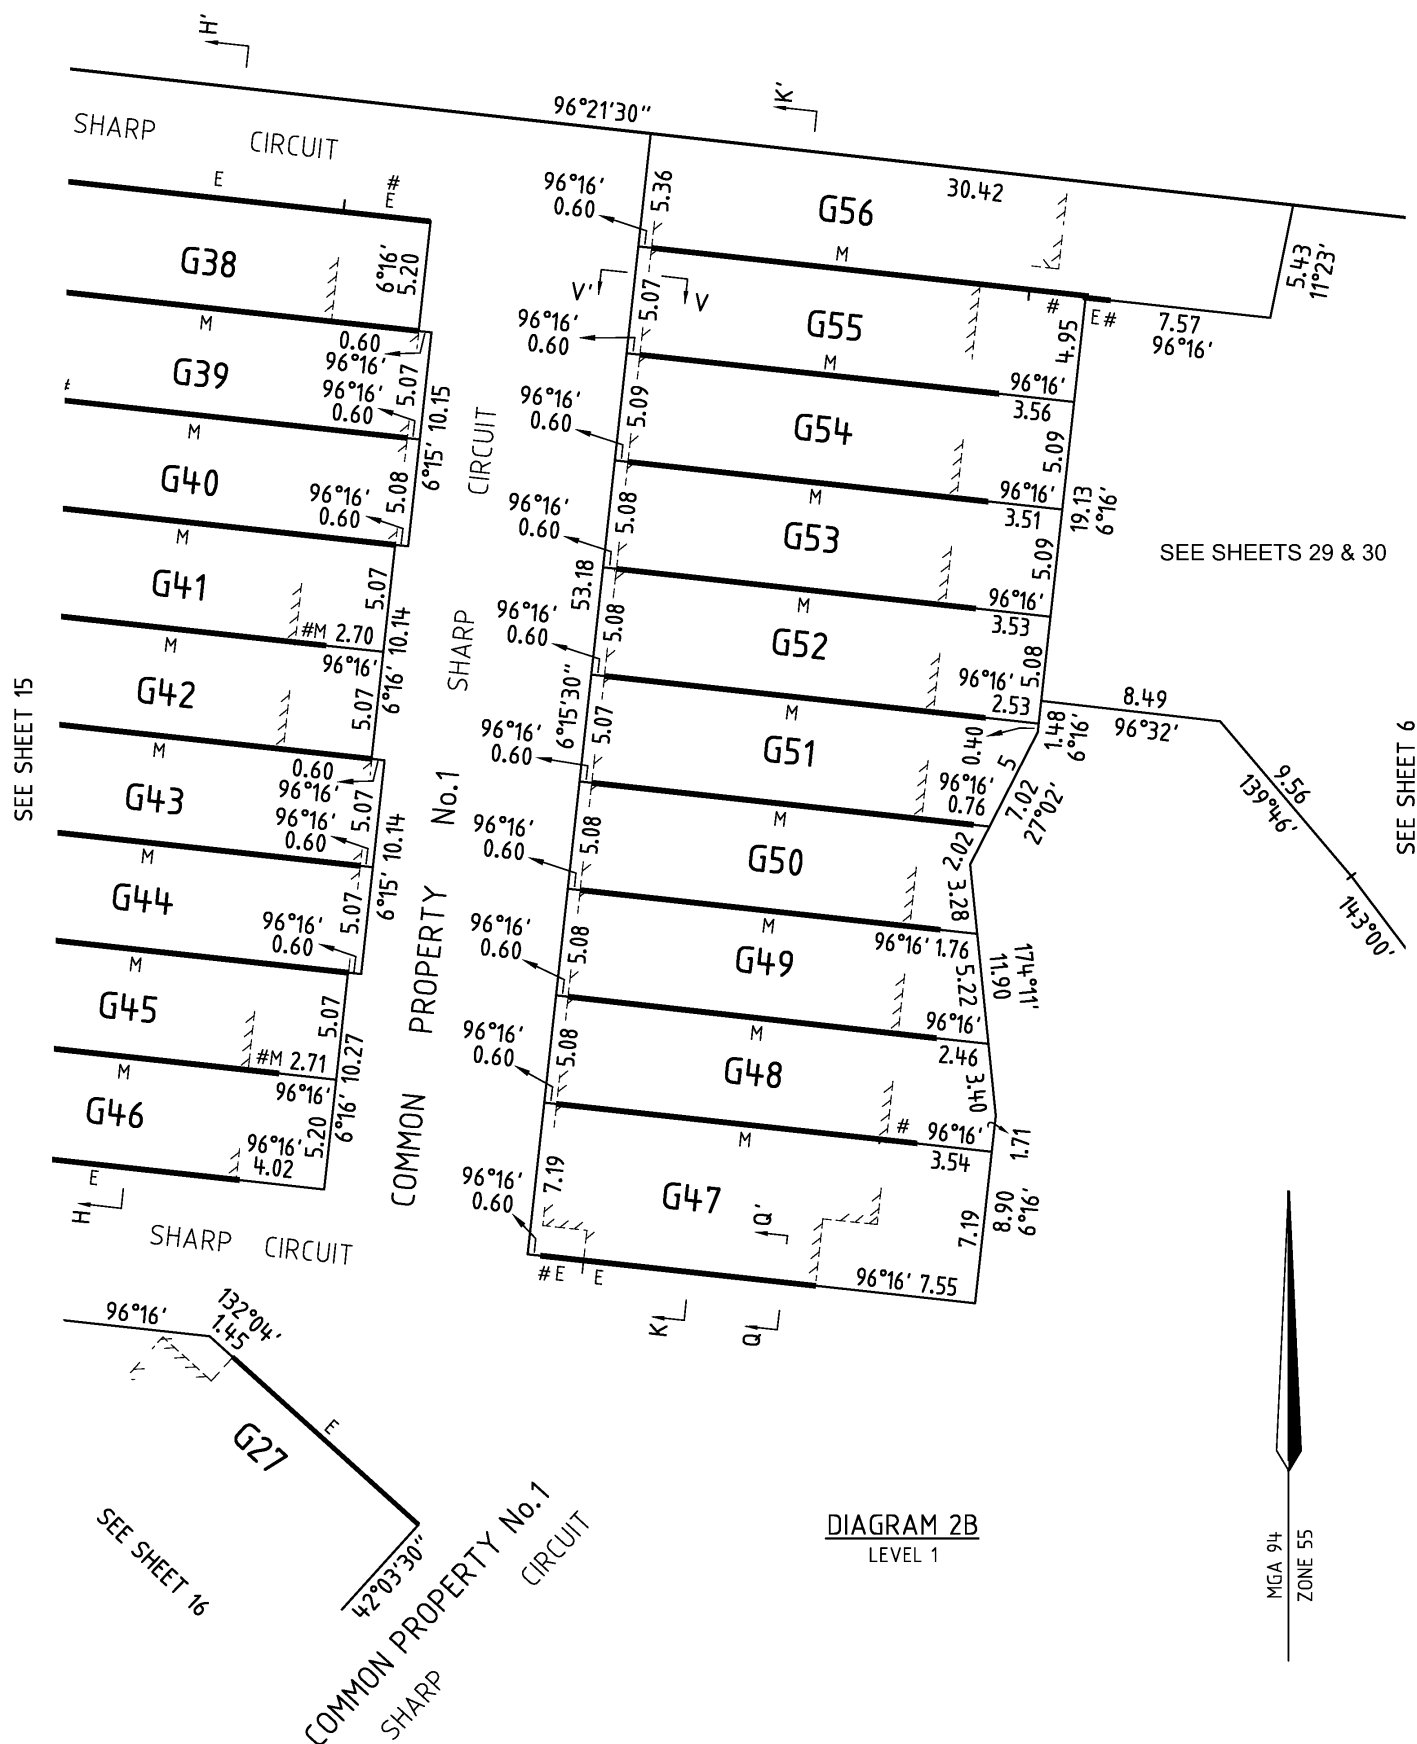 H'
K'
96°21'30"
SHARP CIRCUIT
E
#
E
G38
6°16'
5.20
M
0.60
96°16'
G39
5.07
96°16'
0.60
#
M
6°15' 10.15
G40
5.08
96°16'
0.60
M
G41
5.07
#M 2.70
96°16'
M
6°16' 10.14
G42
5.07
M
0.60
96°16'
G43
5.07
96°16'
0.60
M
6°15' 10.14
G44
5.07
96°16'
0.60
M
G45
5.07
#M 2.71
96°16'
M
6°16' 10.27
G46
5.20
96°16'
4.02
E
H
SEE SHEET 15
SHARP CIRCUIT
SHARP CIRCUIT
COMMON PROPERTY No.1
96°16'
0.60
5.36
G56
30.42
5.43
11°23'
M
#
E#
7.57
96°16'
V'
V
96°16'
0.60
5.07
G55
4.95
M
96°16'
3.56
96°16'
0.60
5.09
G54
5.09
M
96°16'
3.51
19.13
6°16'
SEE SHEETS 29 & 30
96°16'
0.60
5.08
G53
5.09
M
96°16'
3.53
53.18
6°15'30"
96°16'
0.60
5.08
G52
5.08
M
96°16'
2.53
8.49
96°32'
1.48
6°16'
0.40
96°16'
0.60
5.07
G51
5
7.02
27°02'
M
96°16'
0.76
9.56
139°46'
143°00'
SEE SHEET 6
96°16'
0.60
5.08
G50
2.02
3.28
M
96°16' 1.76
174°11'
11.90
96°16'
0.60
5.08
G49
5.22
M
96°16'
2.46
96°16'
0.60
5.08
G48
3.40
#
M
96°16'
3.54
1.71
96°16'
0.60
7.19
G47
Q'
7.19
8.90
6°16'
#E
E
96°16' 7.55
K
Q
96°16'
132°04'
1.45
E
G27
42°03'30"
SEE SHEET 16
COMMON PROPERTY No.1
SHARP CIRCUIT
DIAGRAM 2B
LEVEL 1
MGA 94
ZONE 55